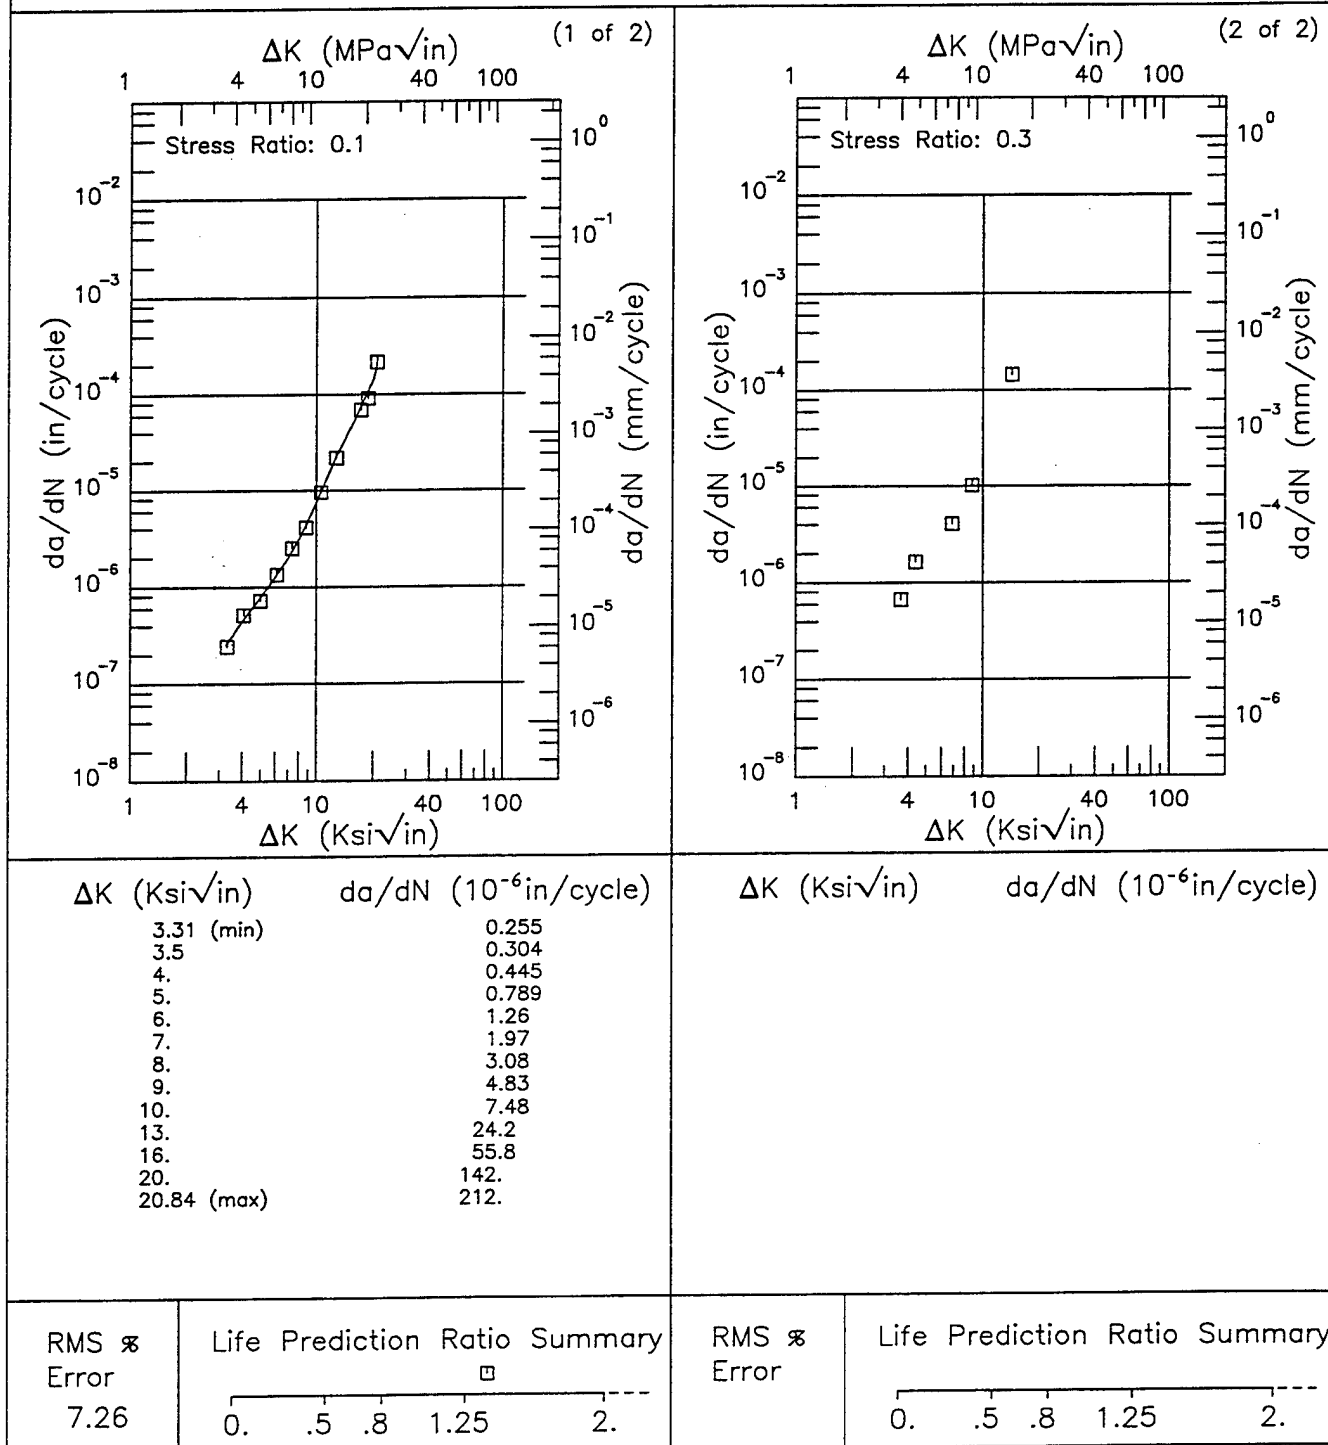 (1 of 2)
ΔK (MPa√in)
1 4 10 40 100
Stress Ratio: 0.1
10⁻²
10⁻³
10⁻⁴
10⁻⁵
10⁻⁶
10⁻⁷
10⁻⁸
da/dN (in/cycle)
10⁰
10⁻¹
10⁻²
10⁻³
10⁻⁴
10⁻⁵
10⁻⁶
da/dN (mm/cycle)
1 4 10 40 100
ΔK (Ksi√in)
(2 of 2)
ΔK (MPa√in)
1 4 10 40 100
Stress Ratio: 0.3
10⁻²
10⁻³
10⁻⁴
10⁻⁵
10⁻⁶
10⁻⁷
10⁻⁸
da/dN (in/cycle)
10⁰
10⁻¹
10⁻²
10⁻³
10⁻⁴
10⁻⁵
10⁻⁶
da/dN (mm/cycle)
1 4 10 40 100
ΔK (Ksi√in)
ΔK (Ksi√in) da/dN (10⁻⁶in/cycle)
3.31 (min) 0.255
3.5 0.304
4. 0.445
5. 0.789
6. 1.26
7. 1.97
8. 3.08
9. 4.83
10. 7.48
13. 24.2
16. 55.8
20. 142.
20.84 (max) 212.
ΔK (Ksi√in) da/dN (10⁻⁶in/cycle)
RMS %
Error
7.26
Life Prediction Ratio Summary
0. .5 .8 1.25 2.
RMS %
Error
Life Prediction Ratio Summary
0. .5 .8 1.25 2.